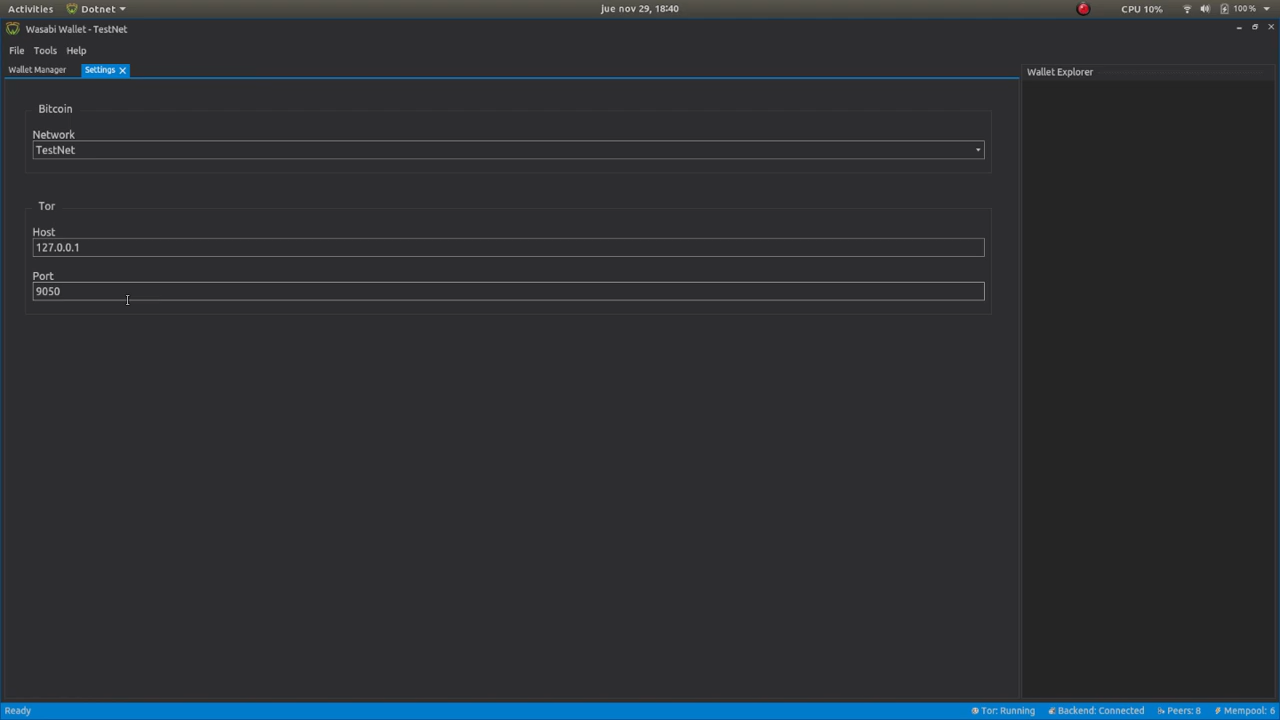 Activities Dotnet jue nov 29, 18:40 CPU 10% 100 %
Wasabi Wallet - TestNet
File Tools Help
Wallet Manager Settings Wallet Explorer
Bitcoin
Network
TestNet
Tor
Host
127.0.0.1
Port
9050
Ready Tor: Running Backend: Connected Peers: 8 Mempool: 6